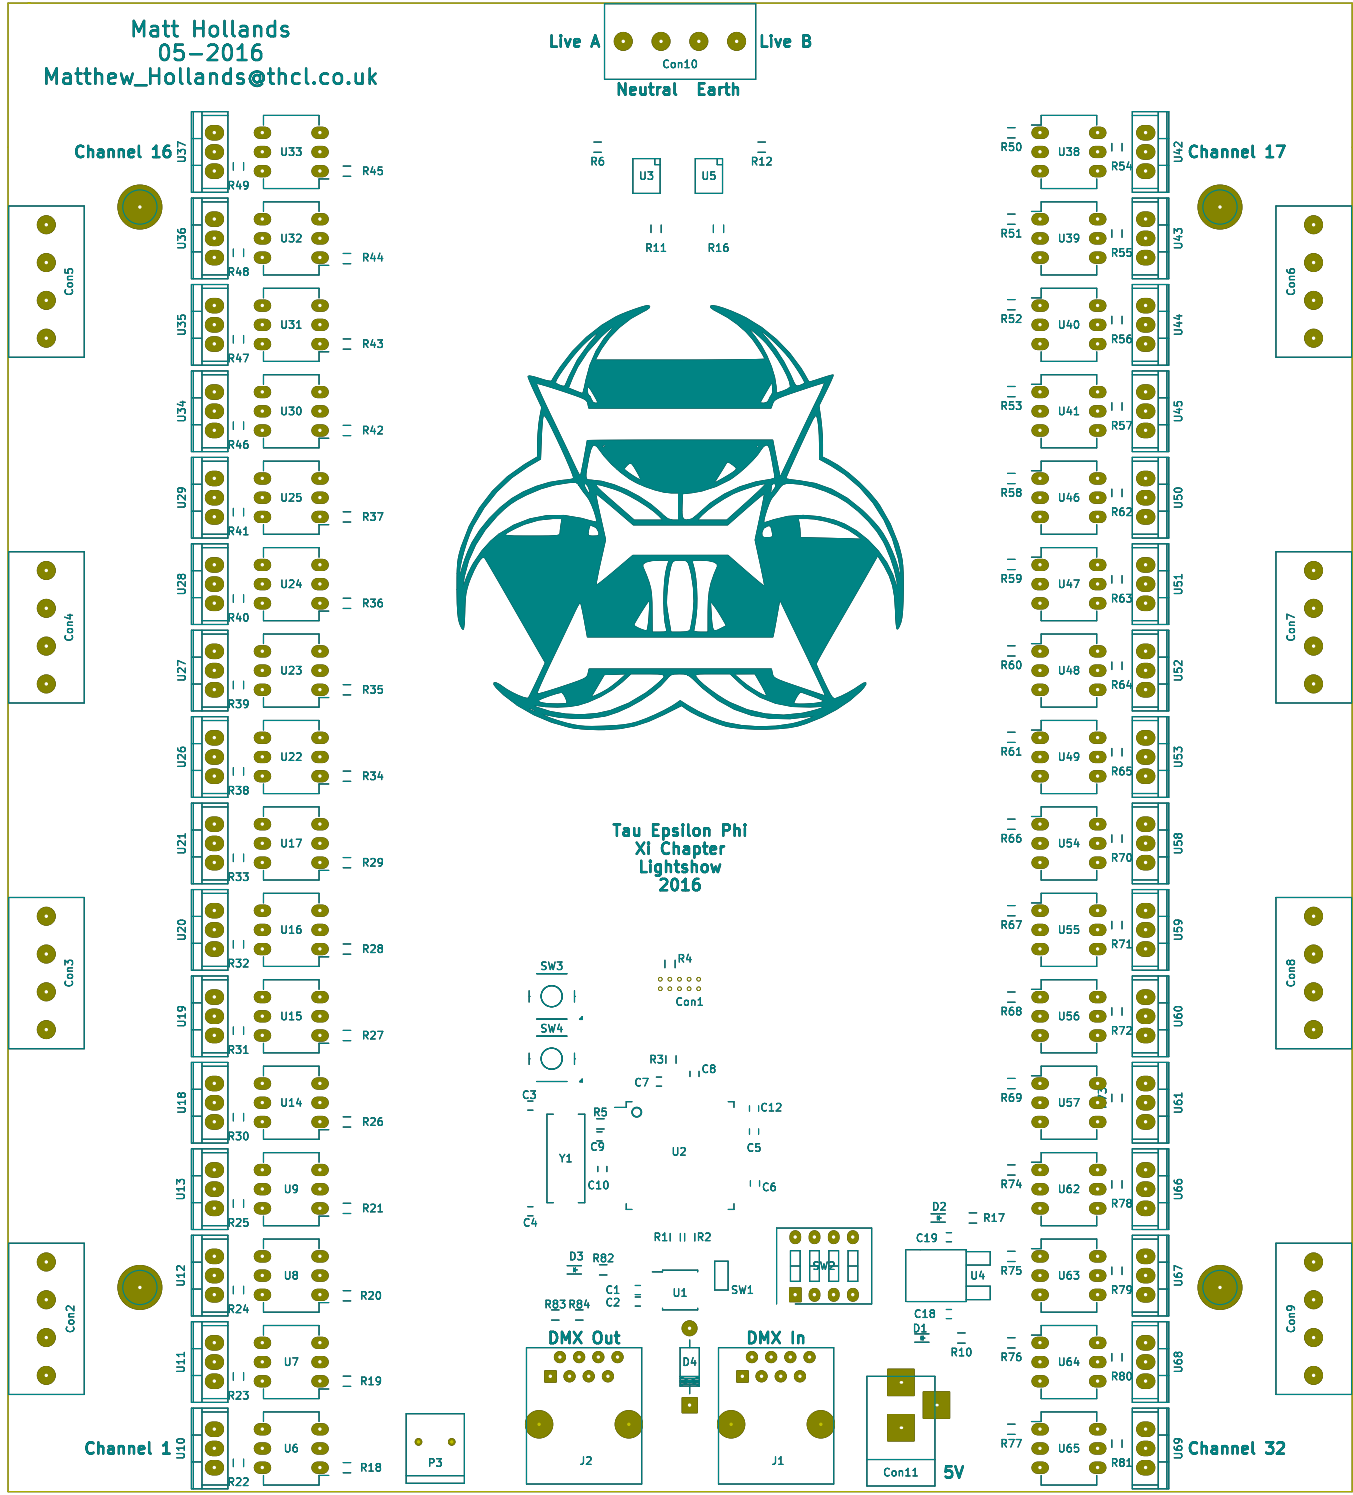 Matt Hollands
05-2016
Matthew_Hollands@thcl.co.uk
Live A
Live B
Con10
Neutral Earth
Channel 16
Channel 17
U37
U33
R49
R45
R6
R12
U3
U5
R11
R16
R50
U38
R54
U42
U36
U32
R48
R44
R51
U39
R55
U43
Con5
Con6
U35
U31
R47
R43
R52
U40
R56
U44
U34
U30
R46
R42
R53
U41
R57
U45
U29
U25
R41
R37
R58
U46
R62
U50
U28
U24
R40
R36
R59
U47
R63
U51
Con4
Con7
U27
U23
R39
R35
R60
U48
R64
U52
U26
U22
R38
R34
R61
U49
R65
U53
U21
U17
R33
R29
R66
U54
R70
U58
Tau Epsilon Phi
Xi Chapter
Lightshow
2016
U20
U16
R32
R28
R67
U55
R71
U59
Con3
Con8
SW3
R4
Con1
U19
U15
R31
R27
R68
U56
R72
U60
SW4
R3
C7
C8
U18
U14
R30
R26
R69
U57
U61
C3
R5
C9
C12
C5
U2
Y1
C10
C6
C4
U13
U9
R25
R21
R74
U62
R78
U66
D2
R17
C19
R1
R2
U12
U8
R24
R20
D3
R82
C1
C2
U1
SW1
SW2
U4
R75
U63
R79
U67
Con2
Con9
R83
R84
C18
D1
R10
DMX Out
DMX In
D4
U11
U7
R23
R19
R76
U64
R80
U68
Channel 1
U10
U6
R22
R18
P3
J2
J1
Con11
5V
R77
U65
R81
U69
Channel 32